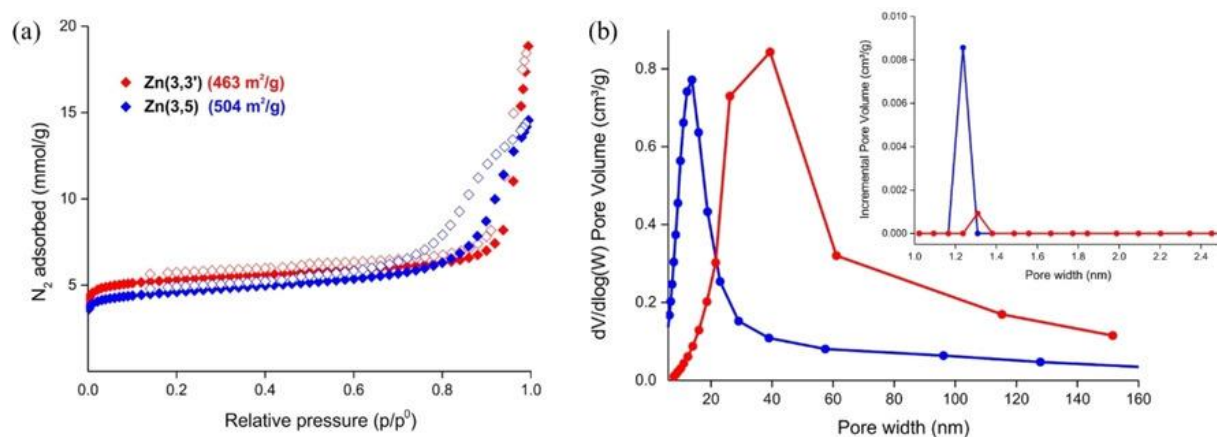 (a)
20
15
10
5
N₂ adsorbed (mmol/g)
Zn(3,3') (463 m²/g)
Zn(3,5) (504 m²/g)
0.0 0.2 0.4 0.6 0.8 1.0
Relative pressure (p/p⁰)
(b)
0.8
0.6
0.4
0.2
0.0
dV/dlog(W) Pore Volume (cm³/g)
20 40 60 80 100 120 140 160
Pore width (nm)
0.010
0.008
0.006
0.004
0.002
0.000
Incremental Pore Volume (cm³/g)
1.0 1.2 1.4 1.6 1.8 2.0 2.2 2.4
Pore width (nm)